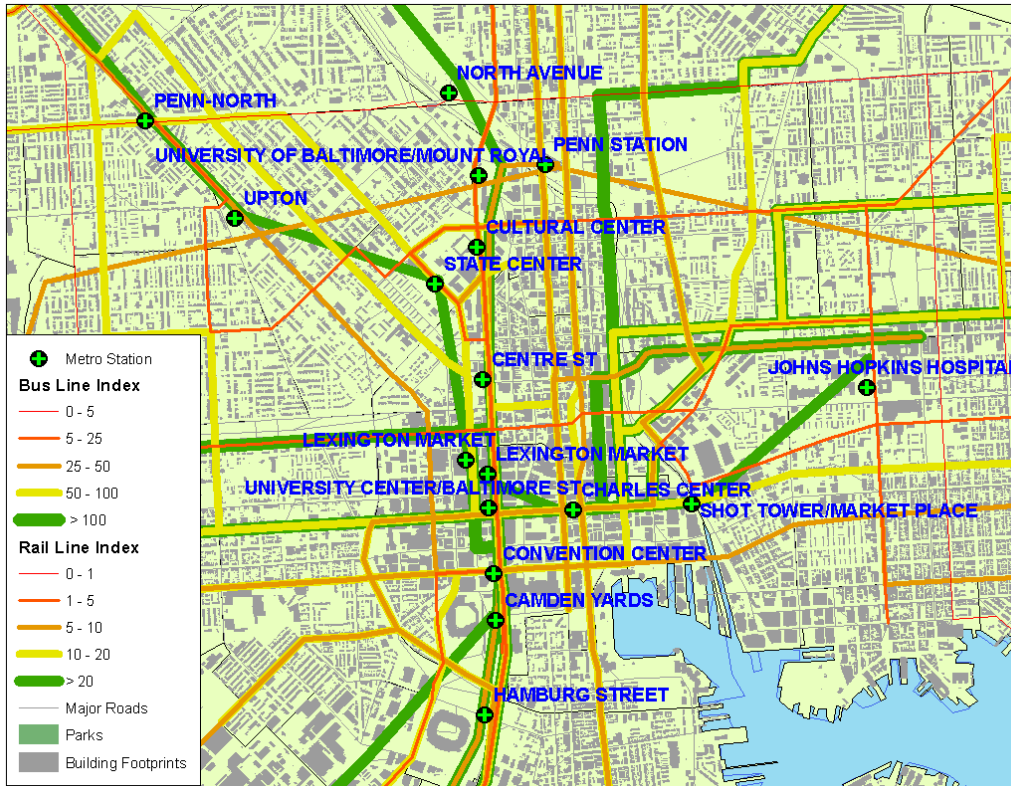 NORTH AVENUE
PENN-NORTH
PENN STATION
UNIVERSITY OF BALTIMORE/MOUNT ROYAL
UPTON
CULTURAL CENTER
STATE CENTER
CENTRE ST
JOHNS HOPKINS HOSPITAL
LEXINGTON MARKET
LEXINGTON MARKET
UNIVERSITY CENTER/BALTIMORE ST
CHARLES CENTER
SHOT TOWER/MARKET PLACE
CONVENTION CENTER
CAMDEN YARDS
HAMBURG STREET
Metro Station
Bus Line Index
0 - 5
5 - 25
25 - 50
50 - 100
> 100
Rail Line Index
0 - 1
1 - 5
5 - 10
10 - 20
> 20
Major Roads
Parks
Building Footprints